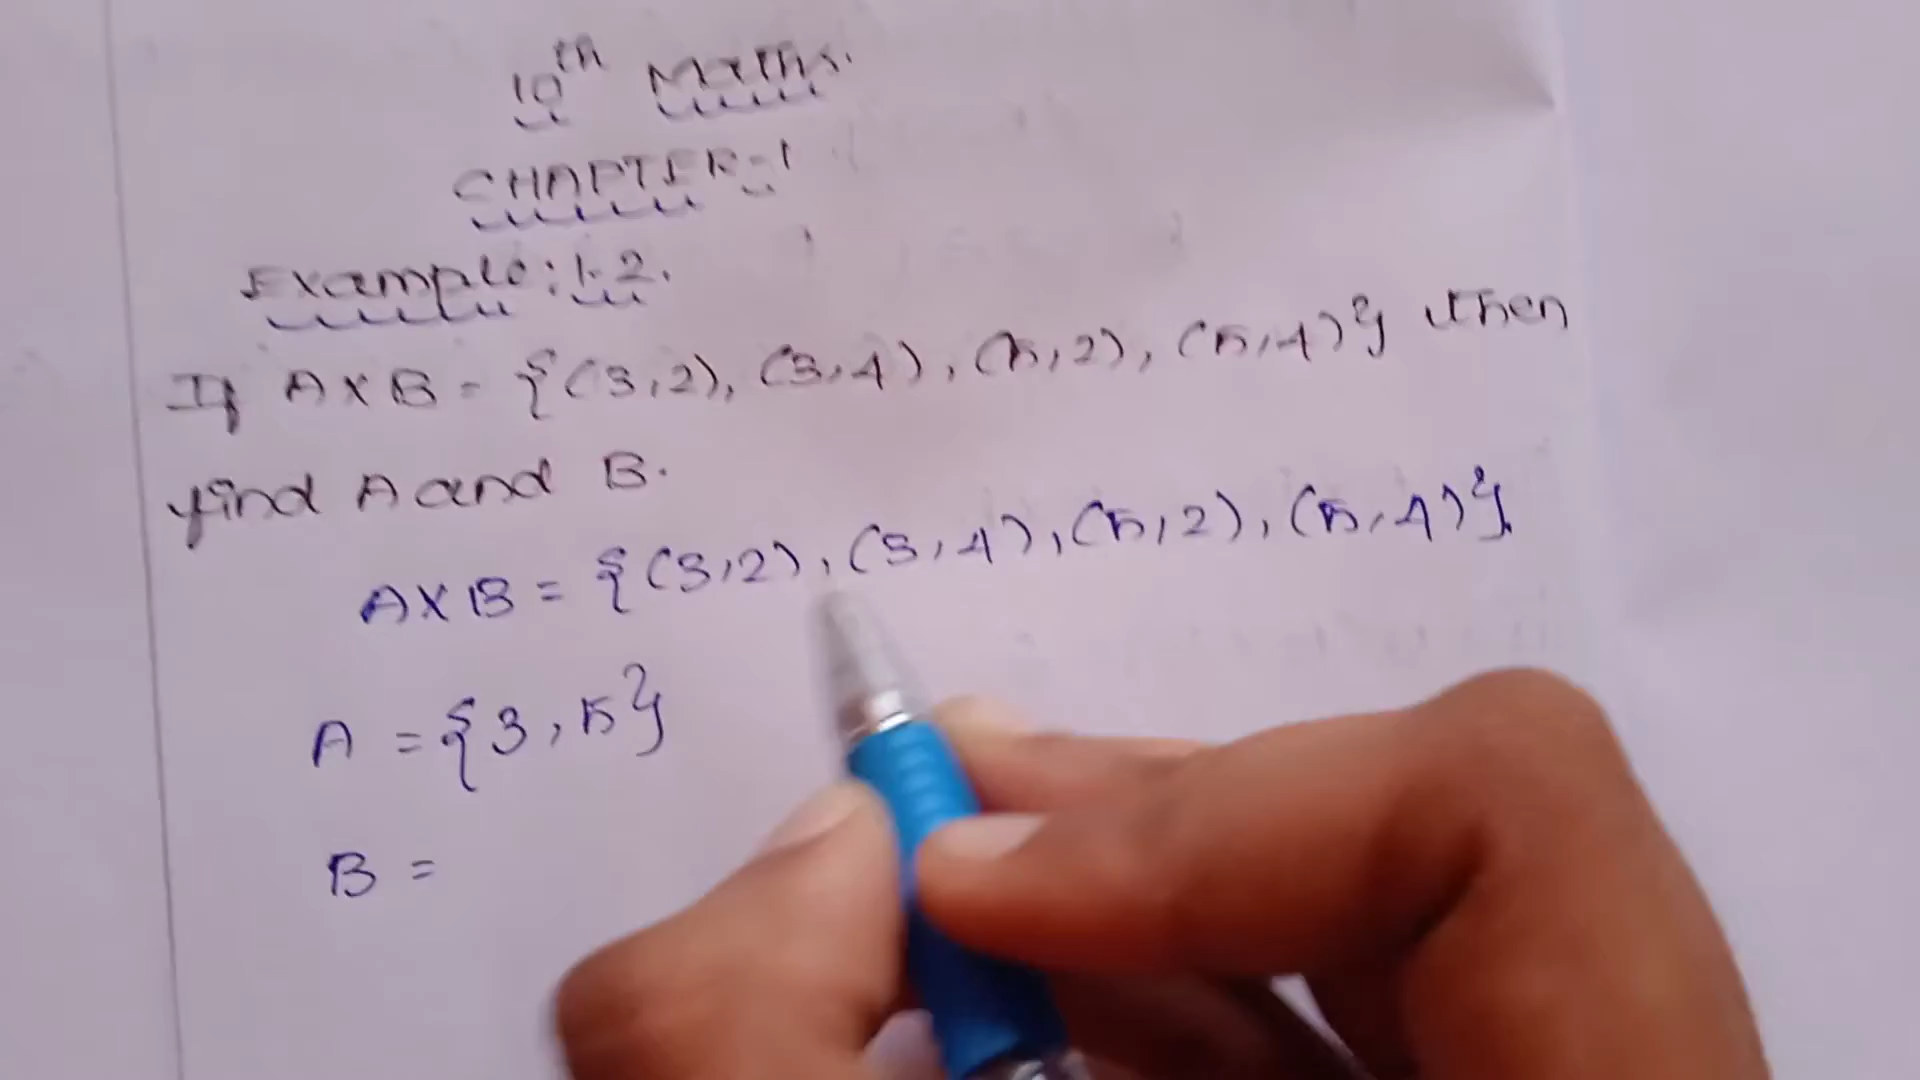 10th Maths.
CHAPTER-1
Example: 1.2.
If A×B = {(3,2), (3,4), (5,2), (5,4)} then
find A and B.
A×B = {(3,2), (3,4), (5,2), (5,4)}.
A = {3, 5}
B =